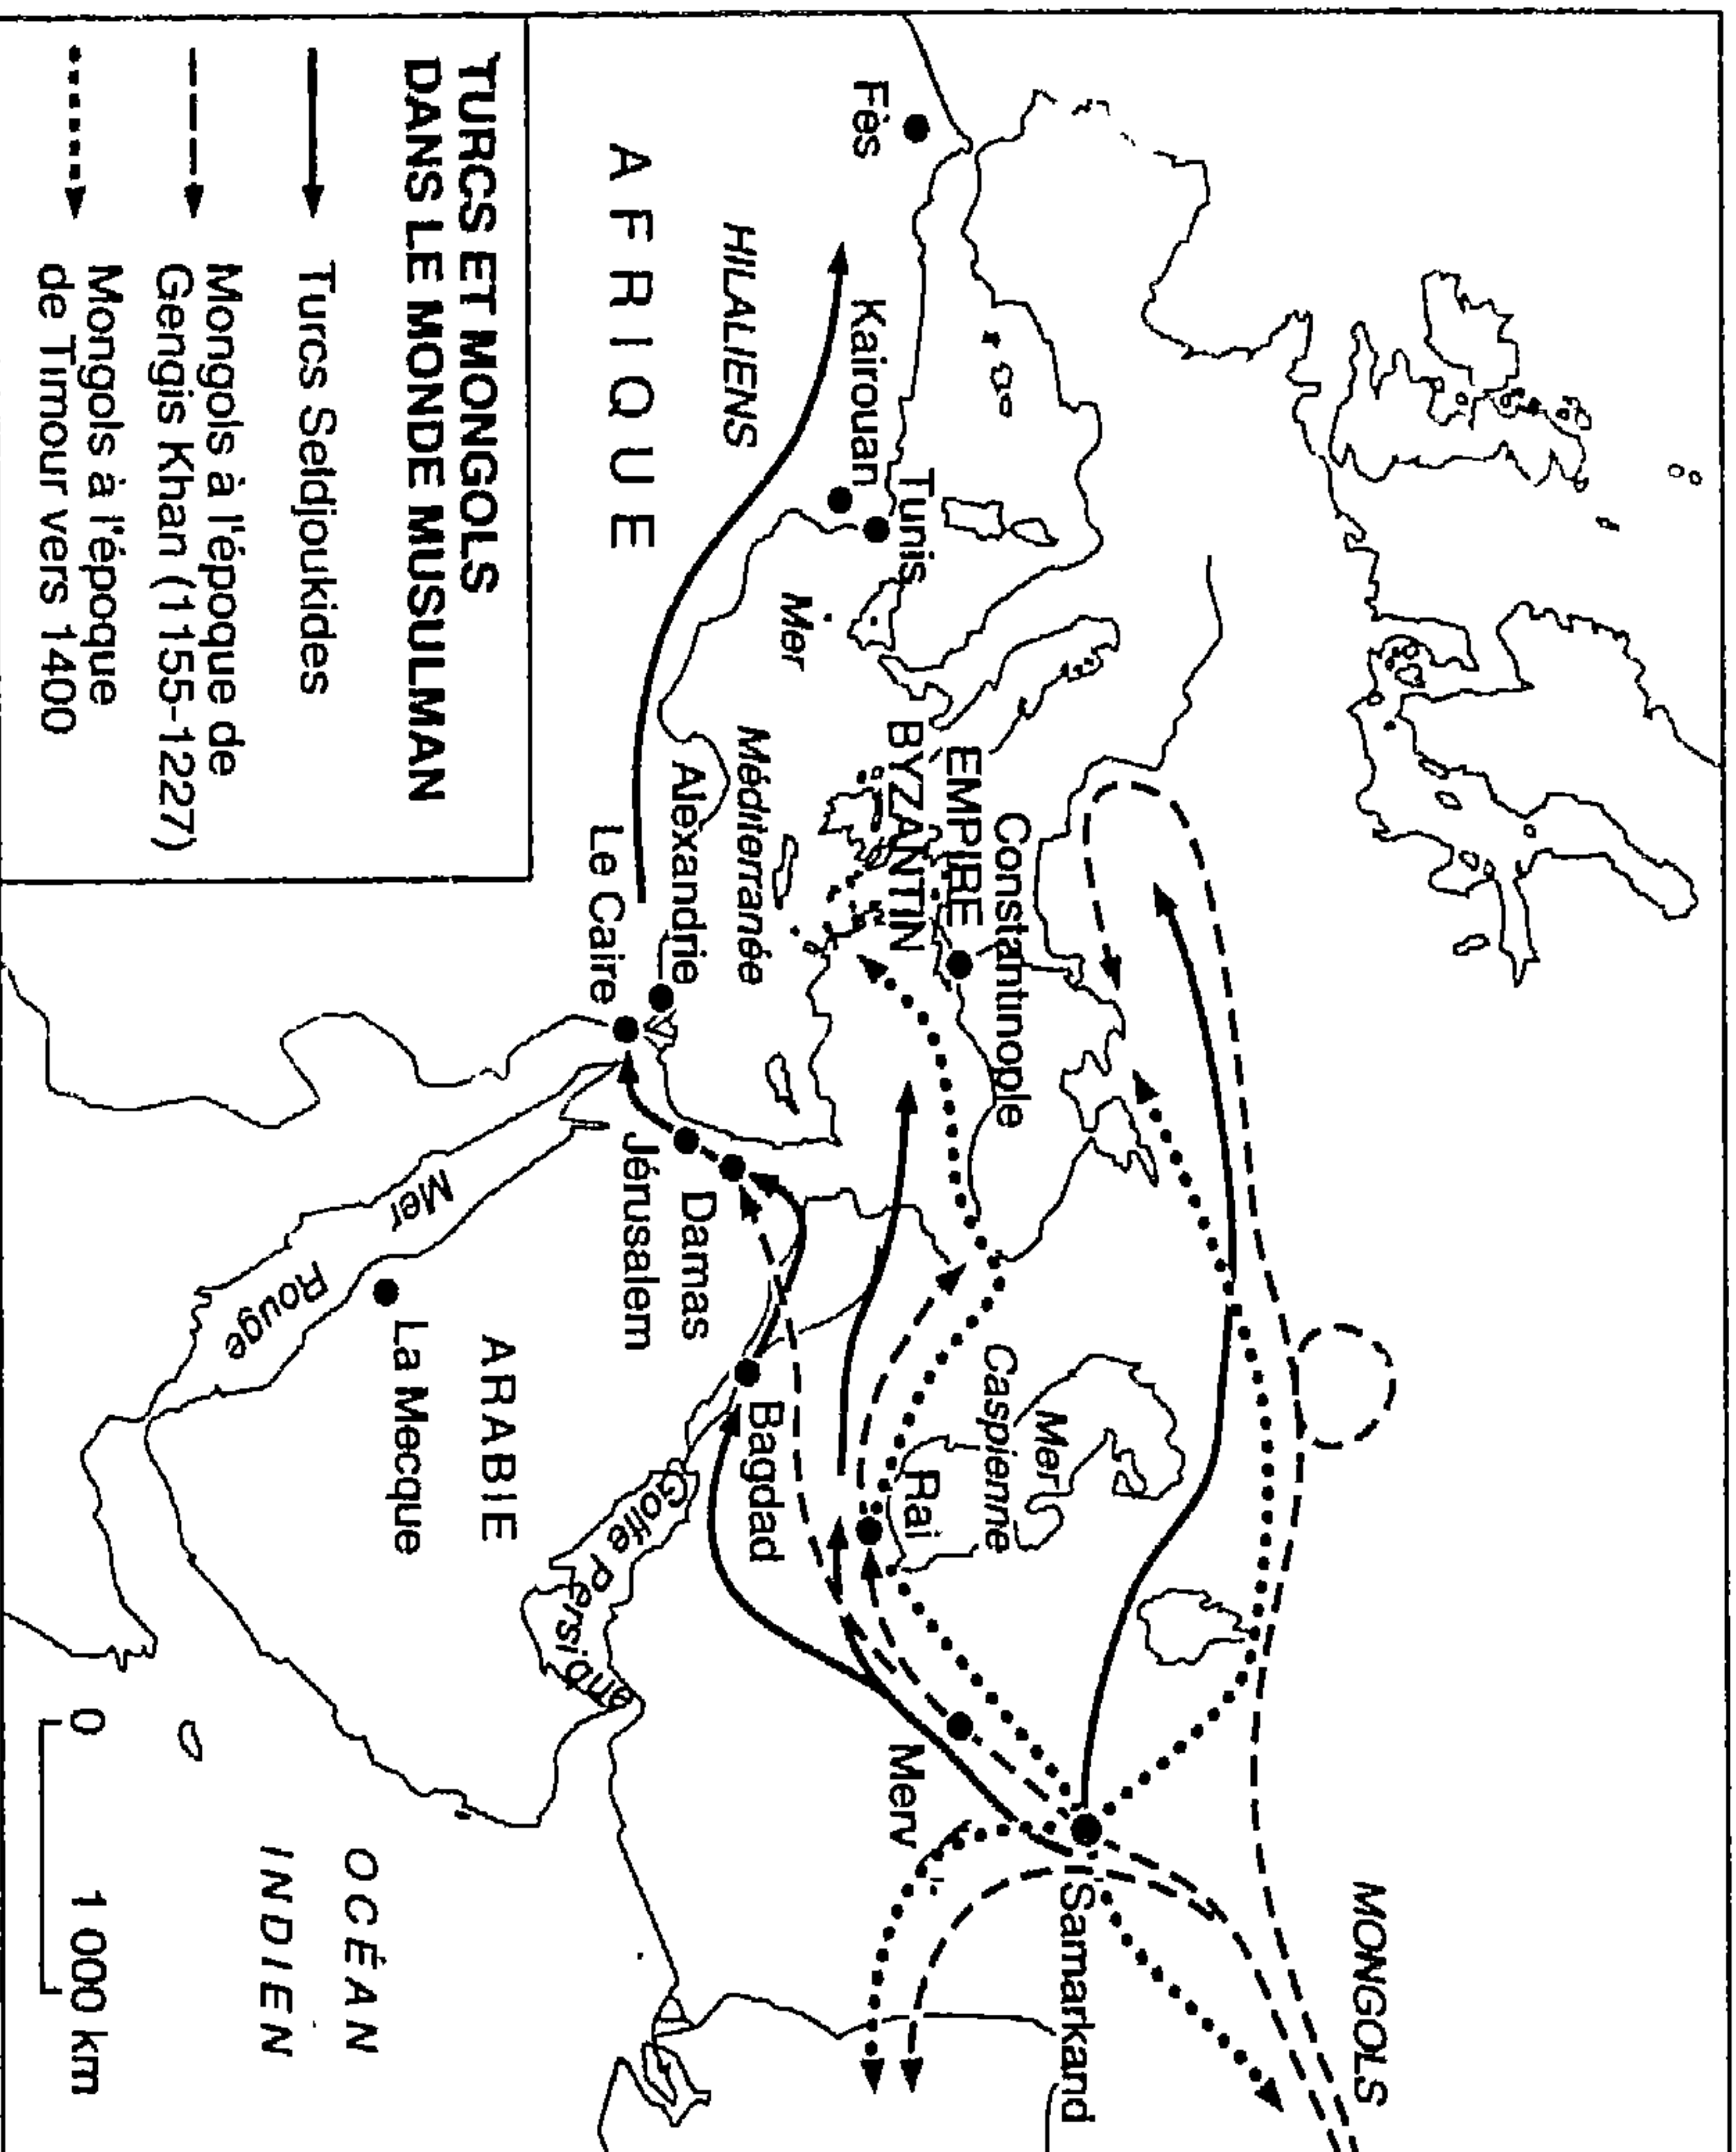 MONGOLS
Samarkand
Merv
Mer
Caspienne
Rai
Constantinople
EMPIRE
BYZANTIN
Bagdad
Damas
Jérusalem
Mer
Méditerranée
Alexandrie
Le Caire
Tunis
Kairouan
Fès
HILALIENS
AFRIQUE
Golfe Persique
ARABIE
La Mecque
Mer
Rouge
OCÉAN
INDIEN
TURCS ET MONGOLS
DANS LE MONDE MUSULMAN
Turcs Seldjoukides
Mongols à l'époque de
Gengis Khan (1155-1227)
Mongols à l'époque
de Timour vers 1400
0 1 000 km